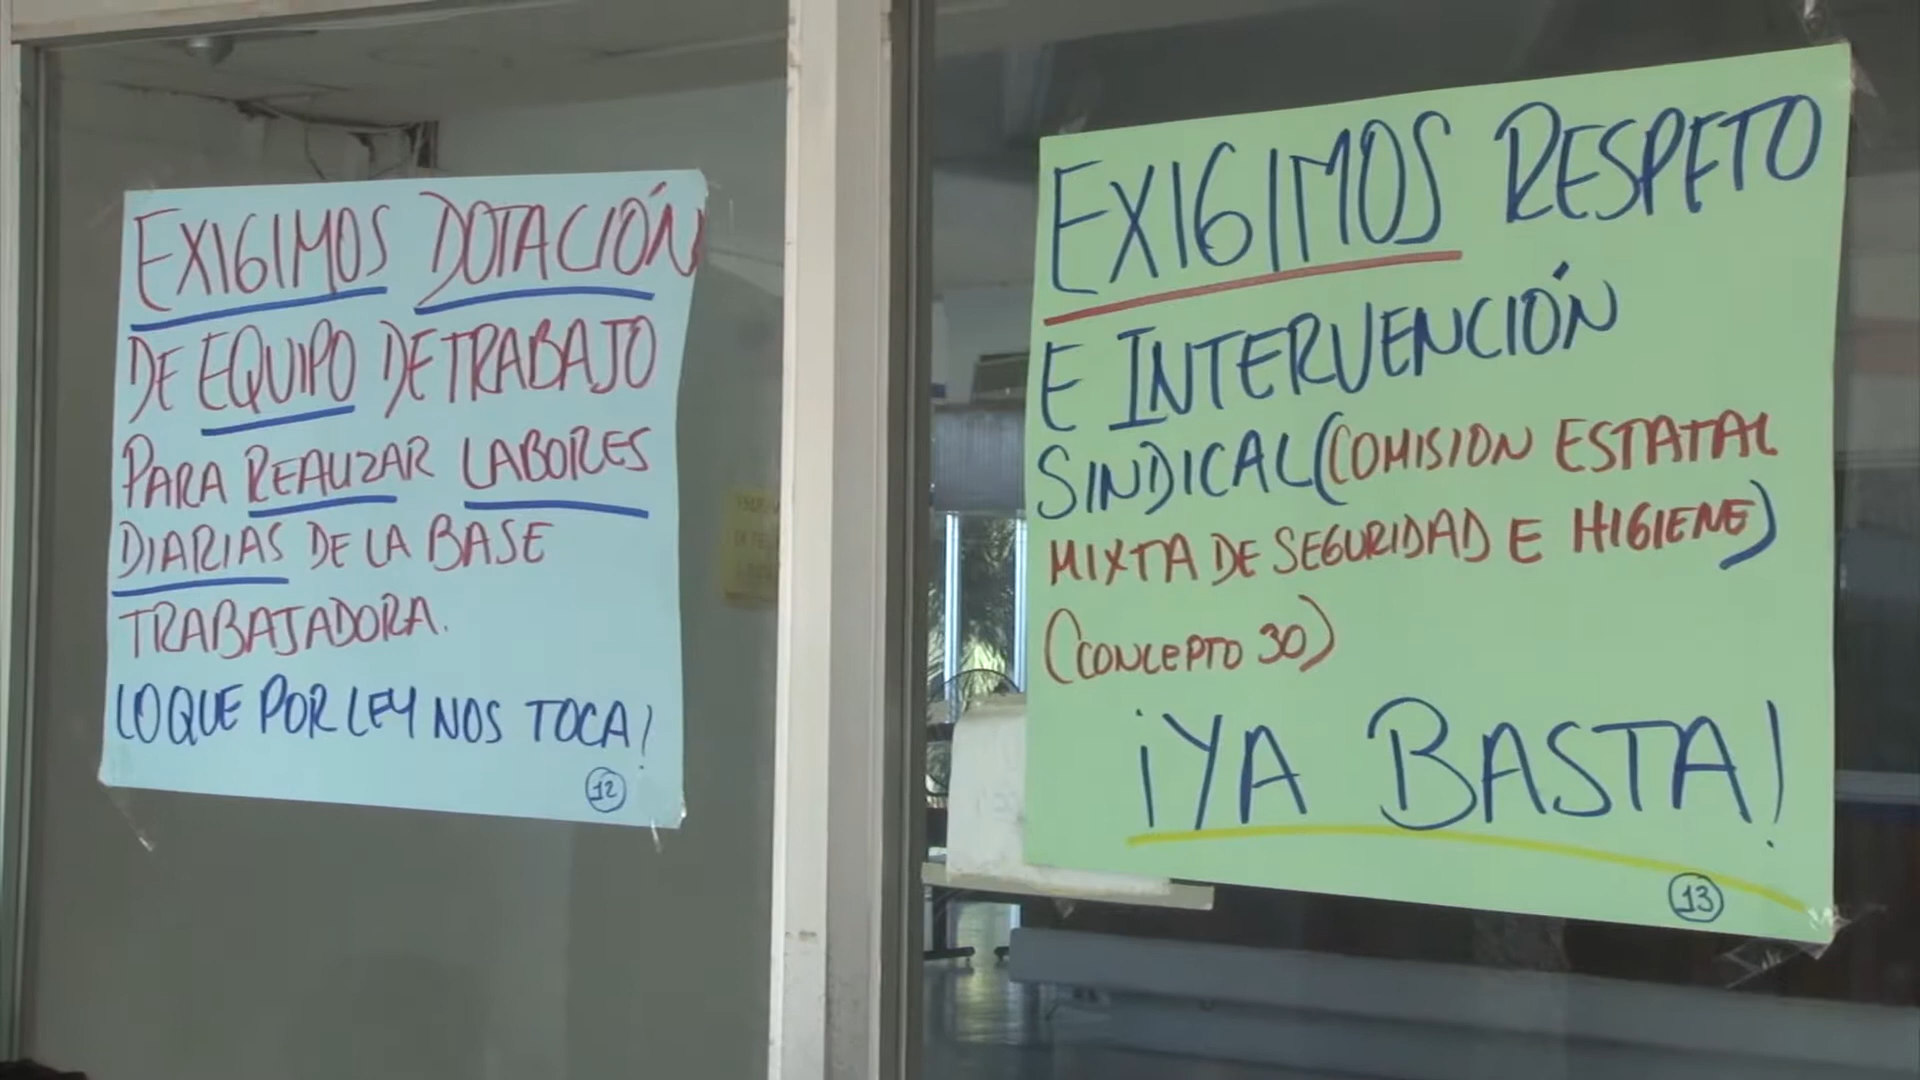 EXIGIMOS DOTACIÓN
DE EQUIPO DE TRABAJO
PARA REALIZAR LABORES
DIARIAS DE LA BASE
TRABAJADORA.
LO QUE POR LEY NOS TOCA!
12
EXIGIMOS RESPETO
E INTERVENCIÓN
SINDICAL (COMISION ESTATAL
MIXTA DE SEGURIDAD E HIGIENE)
(CONCEPTO 30)
¡YA BASTA!
13